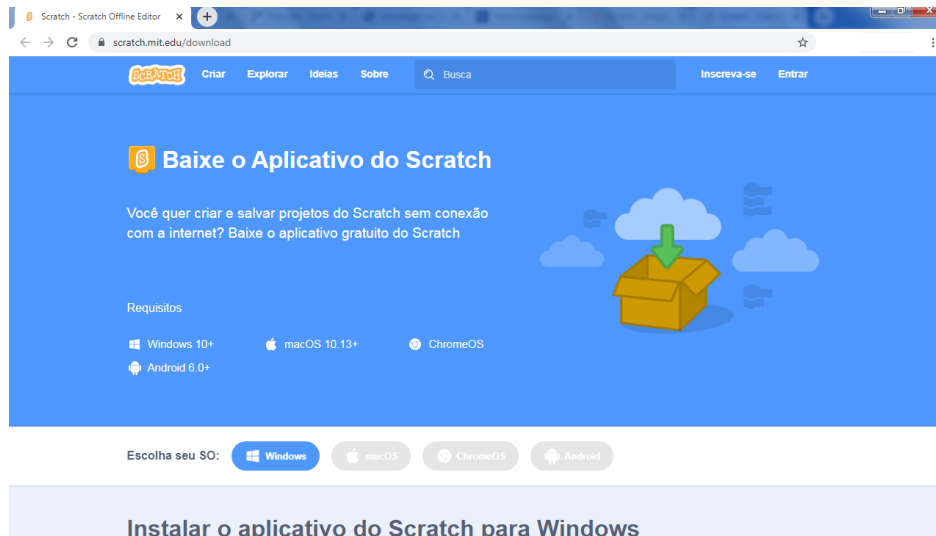 Scratch - Scratch Offline Editor
scratch.mit.edu/download
SCRATCH Criar Explorar Ideias Sobre Busca Inscreva-se Entrar
Baixe o Aplicativo do Scratch
Você quer criar e salvar projetos do Scratch sem conexão
com a internet? Baixe o aplicativo gratuito do Scratch
Requisitos
Windows 10+ macOS 10.13+ ChromeOS
Android 6.0+
Escolha seu SO: Windows macOS ChromeOS Android
Instalar o aplicativo do Scratch para Windows